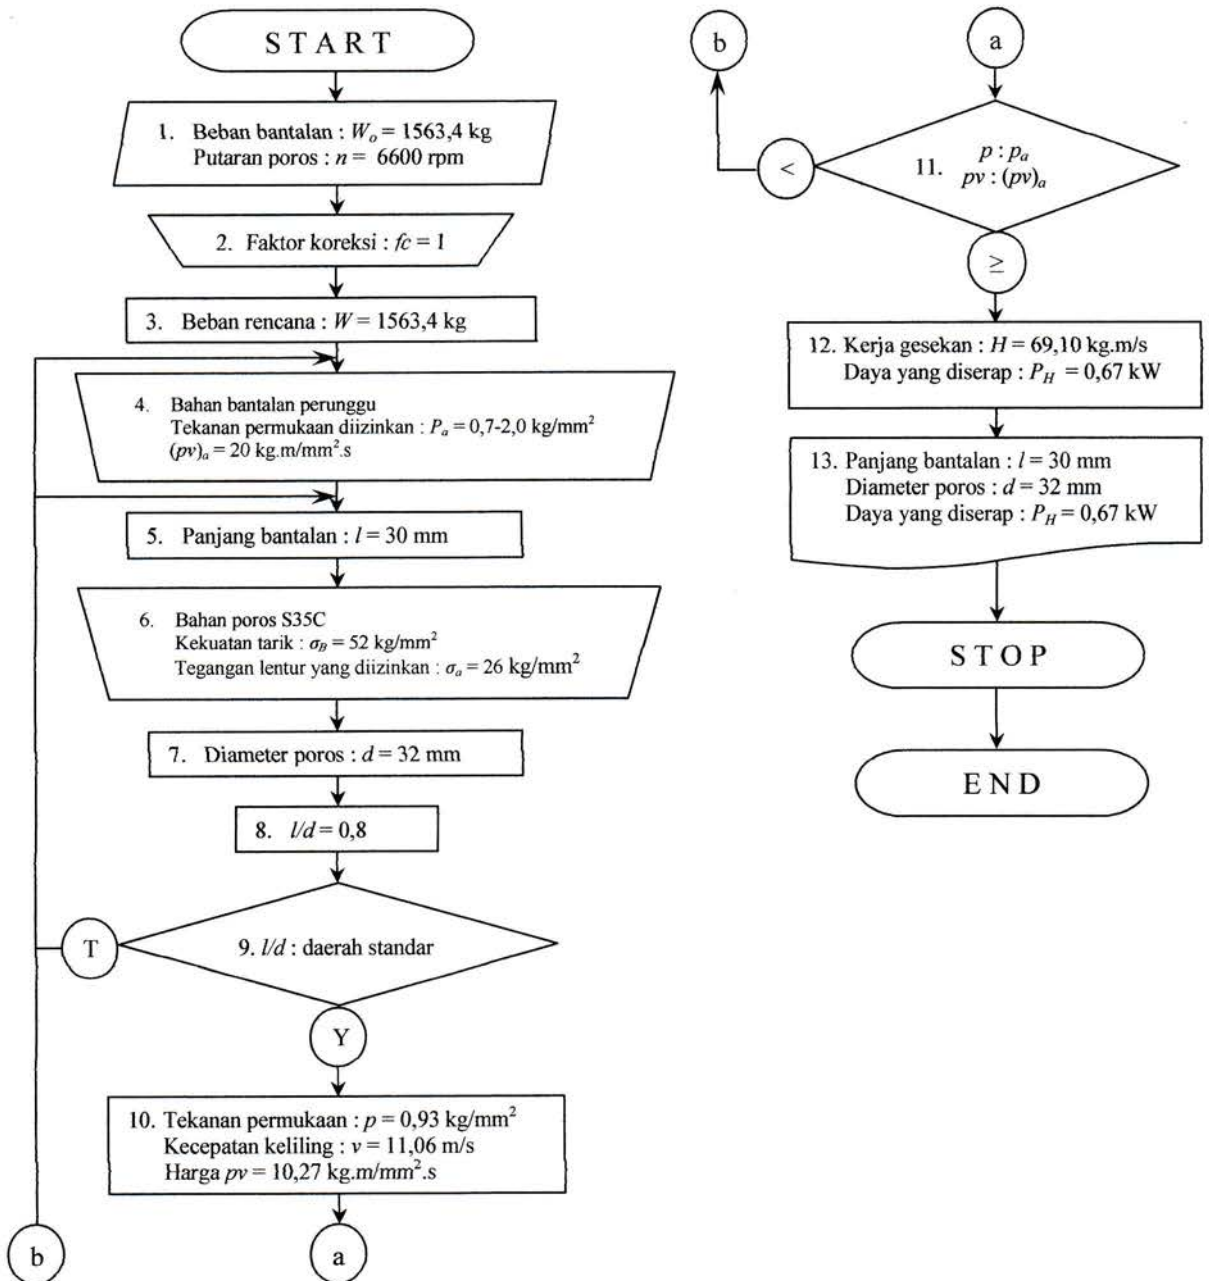 START
1. Beban bantalan : Wₒ = 1563,4 kg
Putaran poros : n = 6600 rpm
2. Faktor koreksi : fc = 1
3. Beban rencana : W = 1563,4 kg
4. Bahan bantalan perunggu
Tekanan permukaan diizinkan : Pₐ = 0,7-2,0 kg/mm²
(pv)ₐ = 20 kg.m/mm².s
5. Panjang bantalan : l = 30 mm
6. Bahan poros S35C
Kekuatan tarik : σ_B = 52 kg/mm²
Tegangan lentur yang diizinkan : σₐ = 26 kg/mm²
7. Diameter poros : d = 32 mm
8. l/d = 0,8
9. l/d : daerah standar
T
Y
10. Tekanan permukaan : p = 0,93 kg/mm²
Kecepatan keliling : v = 11,06 m/s
Harga pv = 10,27 kg.m/mm².s
b
a
b
a
11. p : pₐ
pv : (pv)ₐ
<
≥
12. Kerja gesekan : H = 69,10 kg.m/s
Daya yang diserap : P_H = 0,67 kW
13. Panjang bantalan : l = 30 mm
Diameter poros : d = 32 mm
Daya yang diserap : P_H = 0,67 kW
STOP
END